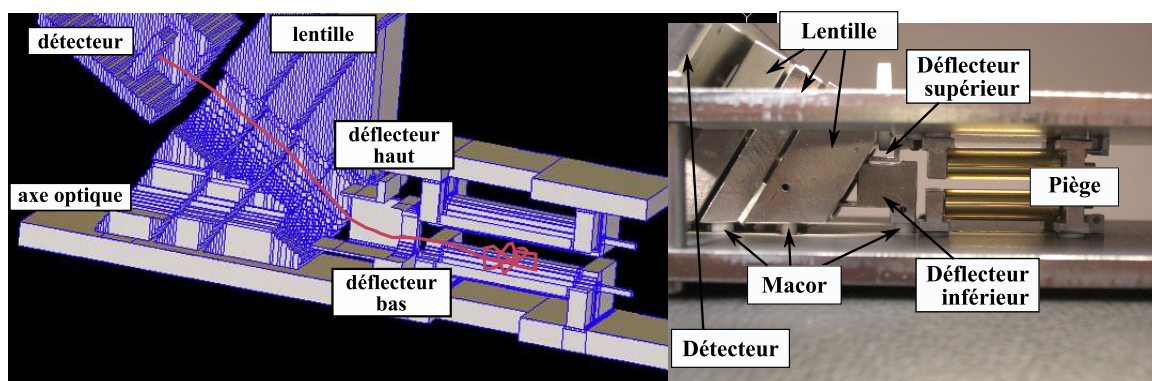 détecteur
lentille
déflecteur
haut
axe optique
déflecteur
bas
Lentille
Déflecteur
supérieur
Piège
Macor
Déflecteur
inférieur
Détecteur